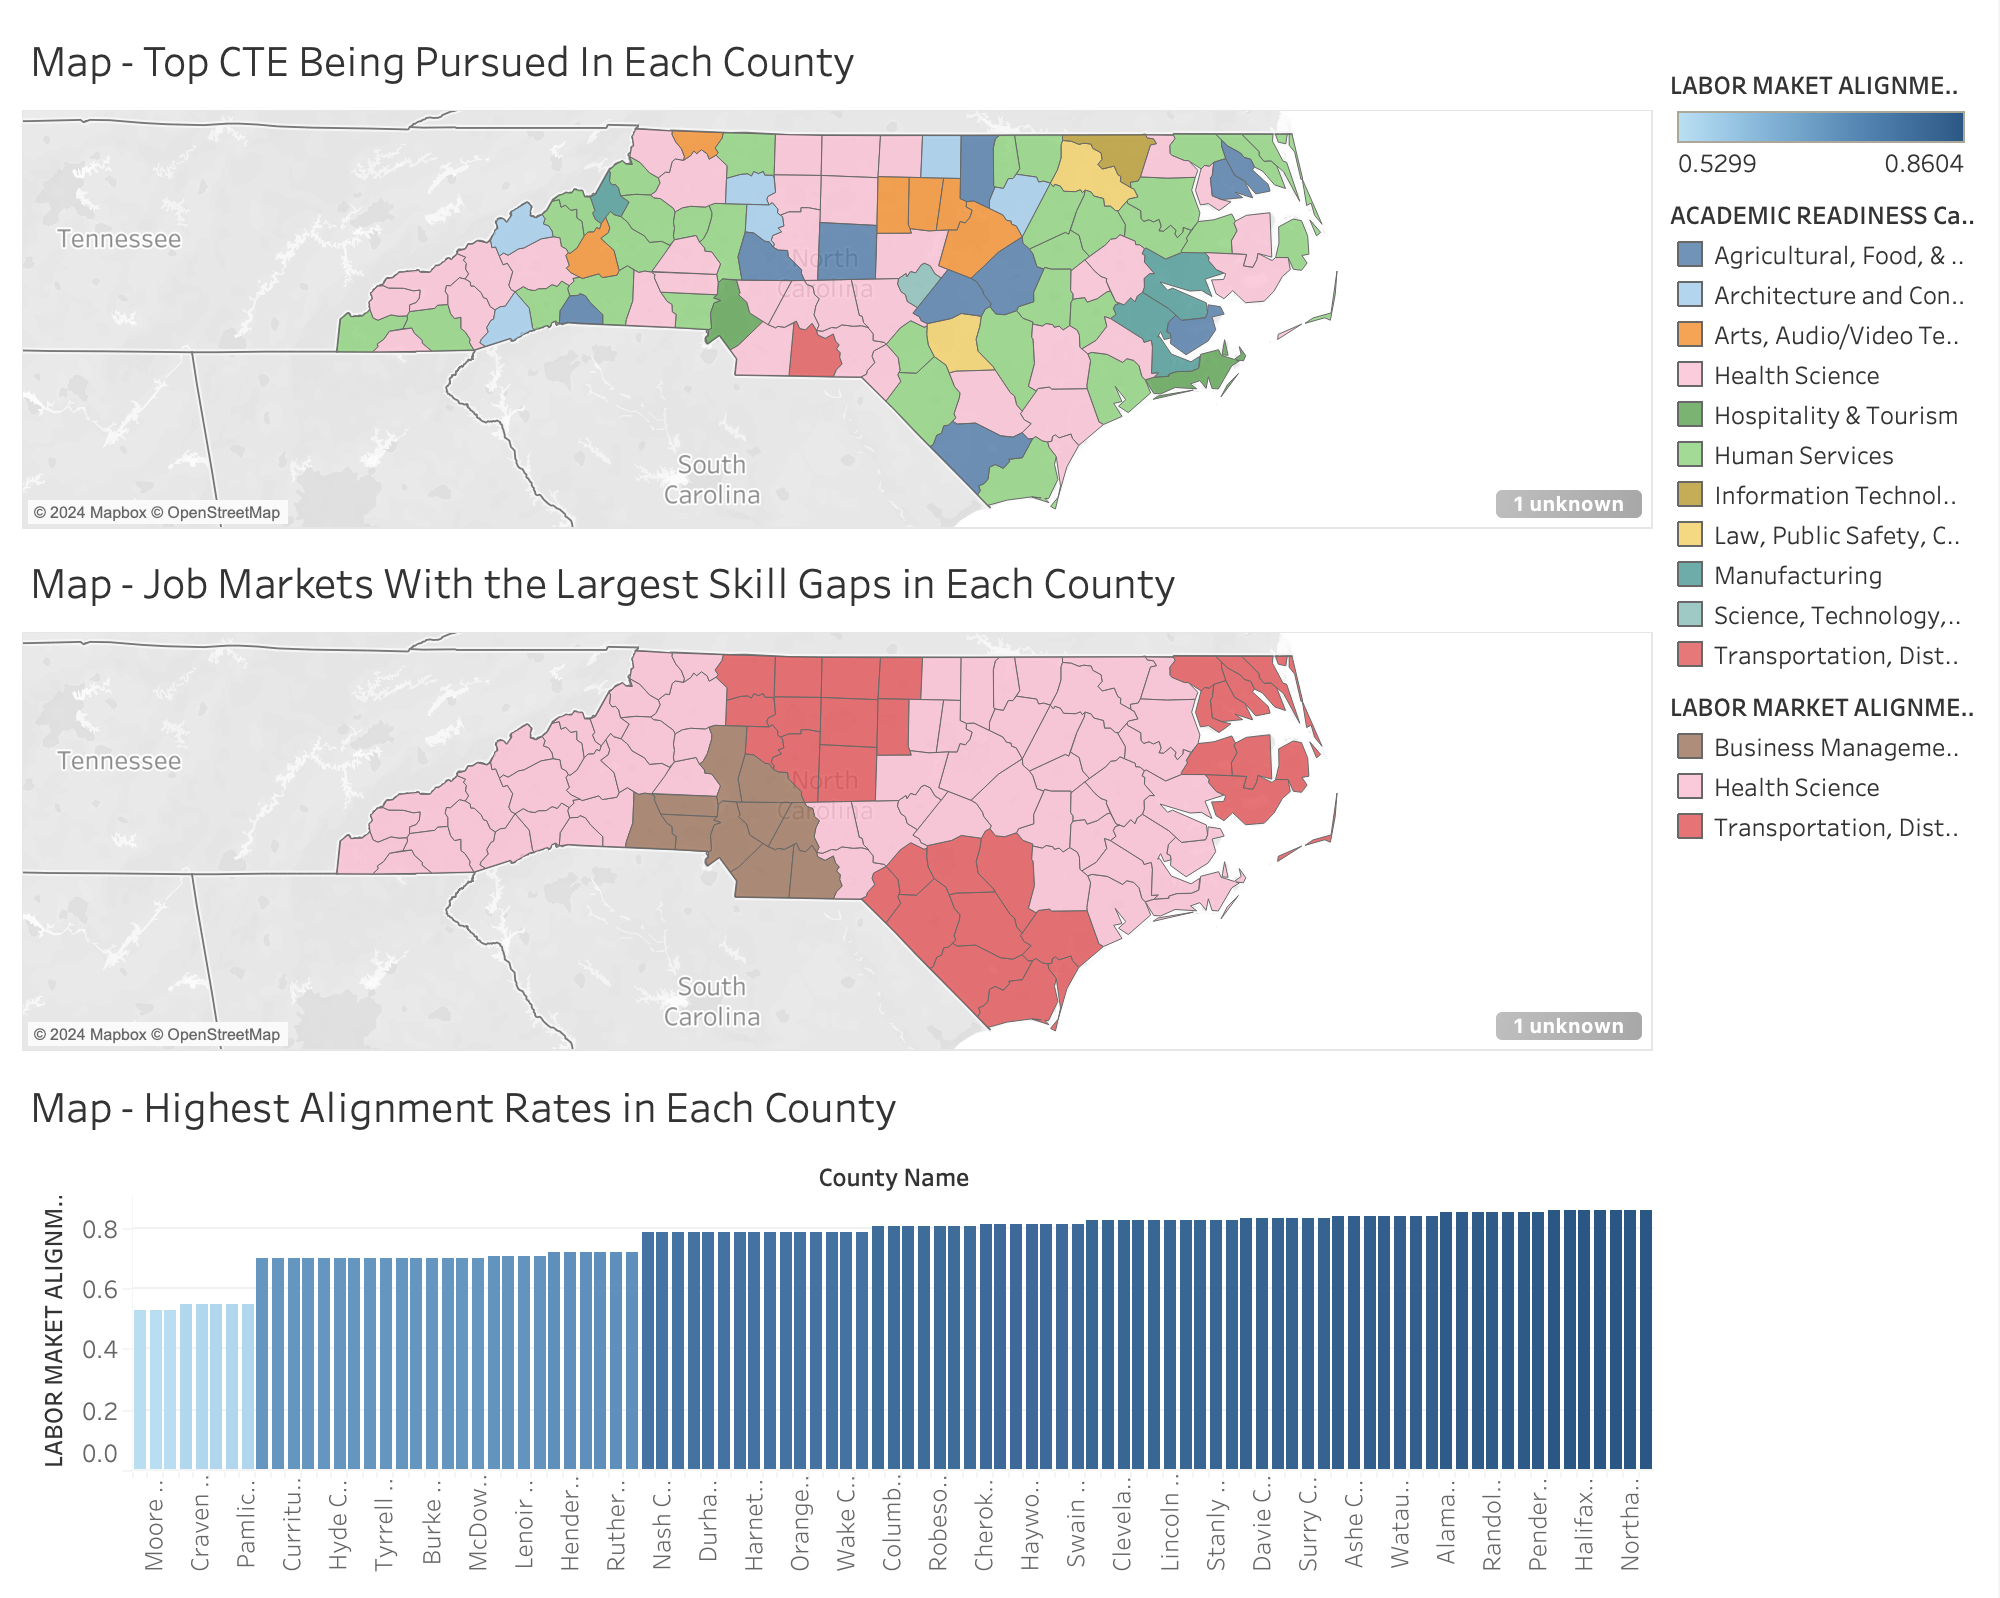 Map - Top CTE Being Pursued In Each County
Tennessee
North
Carolina
South
Carolina
© 2024 Mapbox © OpenStreetMap
1 unknown
Map - Job Markets With the Largest Skill Gaps in Each County
Tennessee
North
Carolina
South
Carolina
© 2024 Mapbox © OpenStreetMap
1 unknown
Map - Highest Alignment Rates in Each County
County Name
LABOR MAKET ALIGNM..
0.8
0.6
0.4
0.2
0.0
Moore ..
Craven ..
Pamlic..
Curritu..
Hyde C..
Tyrrell ..
Burke ..
McDow..
Lenoir ..
Hender..
Ruther..
Nash C..
Durha..
Harnet..
Orange..
Wake C..
Columb..
Robeso..
Cherok..
Haywo..
Swain ..
Clevela..
Lincoln ..
Stanly ..
Davie C..
Surry C..
Ashe C..
Watau..
Alama..
Randol..
Pender..
Halifax..
Northa..
LABOR MAKET ALIGNME..
0.5299 0.8604
ACADEMIC READINESS Ca..
Agricultural, Food, & ..
Architecture and Con..
Arts, Audio/Video Te..
Health Science
Hospitality & Tourism
Human Services
Information Technol..
Law, Public Safety, C..
Manufacturing
Science, Technology,..
Transportation, Dist..
LABOR MARKET ALIGNME..
Business Manageme..
Health Science
Transportation, Dist..